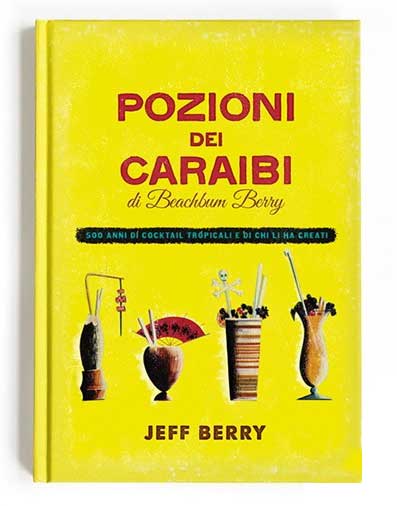 POZIONI
DEI
CARAIBI
di Beachbum Berry
500 ANNI DI COCKTAIL TROPICALI E DI CHI LI HA CREATI
JEFF BERRY